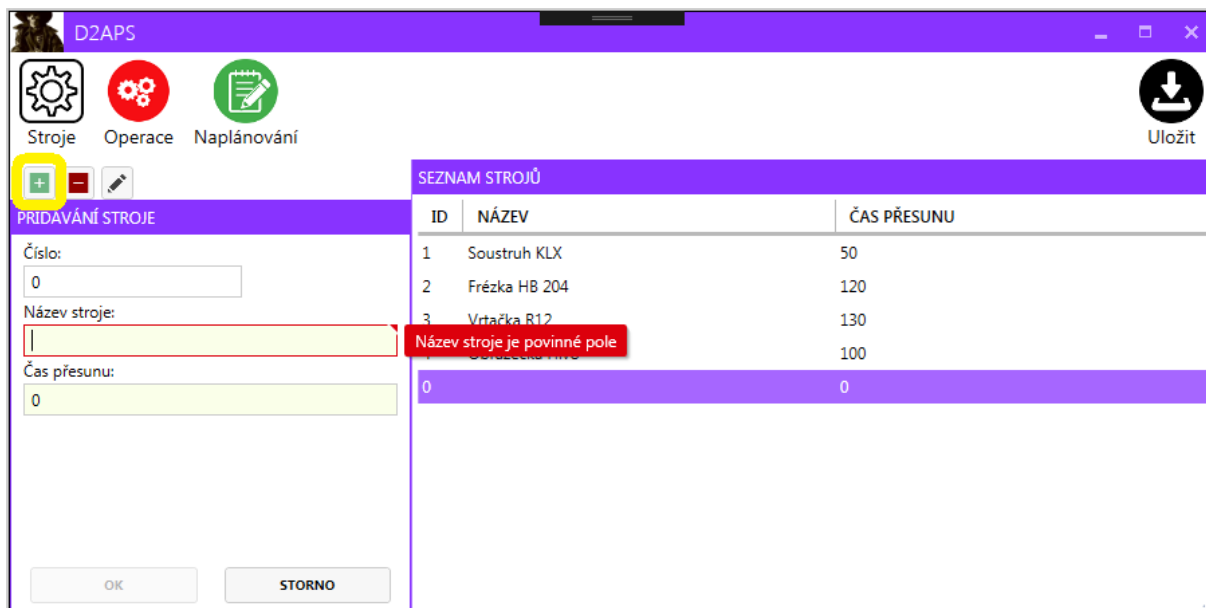 D2APS
Stroje Operace Naplánování Uložit
PŘIDÁVÁNÍ STROJE
Číslo:
0
Název stroje:
Název stroje je povinné pole
Čas přesunu:
0
OK STORNO
SEZNAM STROJŮ
ID NÁZEV ČAS PŘESUNU
1 Soustruh KLX 50
2 Frézka HB 204 120
3 Vrtačka R12 130
100
0 0